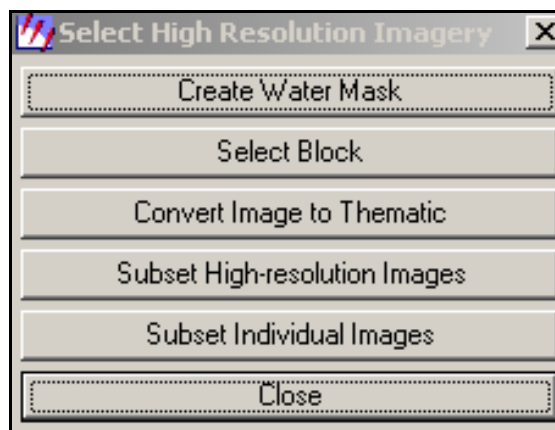 Select High Resolution Imagery
Create Water Mask
Select Block
Convert Image to Thematic
Subset High-resolution Images
Subset Individual Images
Close